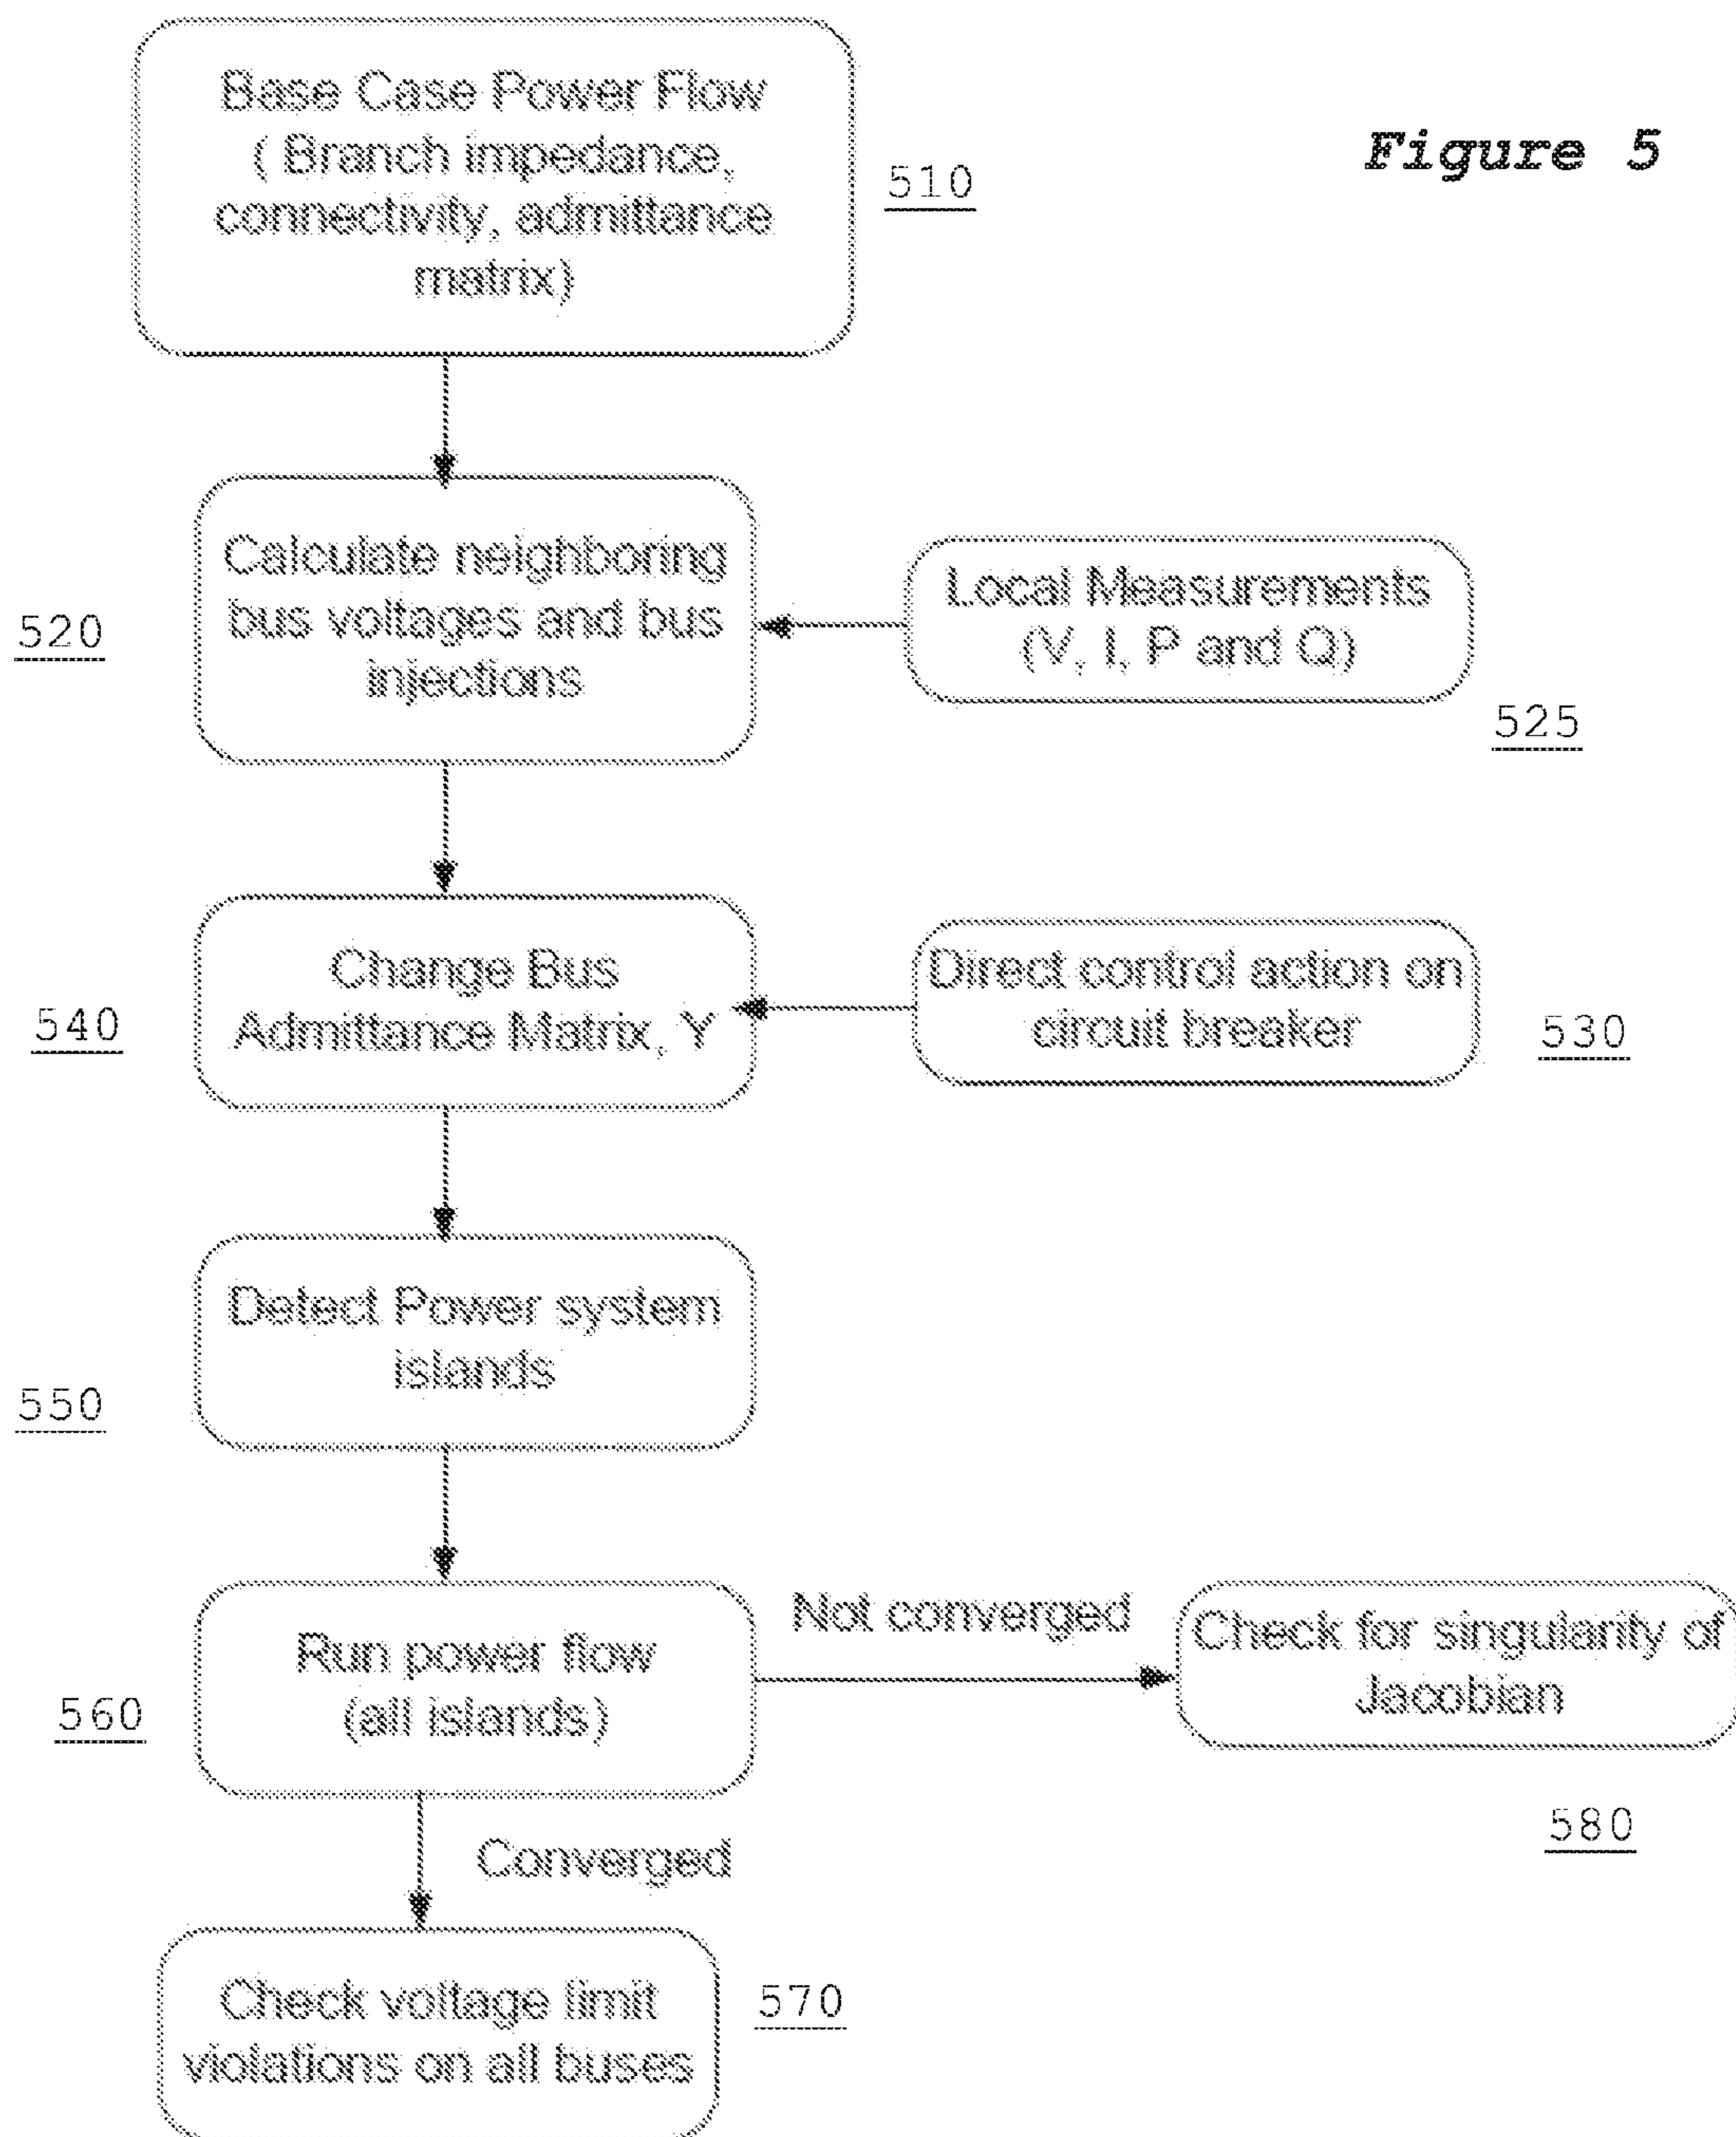 Figure 5
Base Case Power Flow
( Branch impedance,
connectivity, admittance
matrix)
510
Calculate neighboring
bus voltages and bus
injections
520
Local Measurements
(V, I, P and Q)
525
Change Bus
Admittance Matrix, Y
540
Direct control action on
circuit breaker
530
Detect Power system
islands
550
Run power flow
(all islands)
560
Not converged
Check for singularity of
Jacobian
580
Converged
Check voltage limit
violations on all buses
570